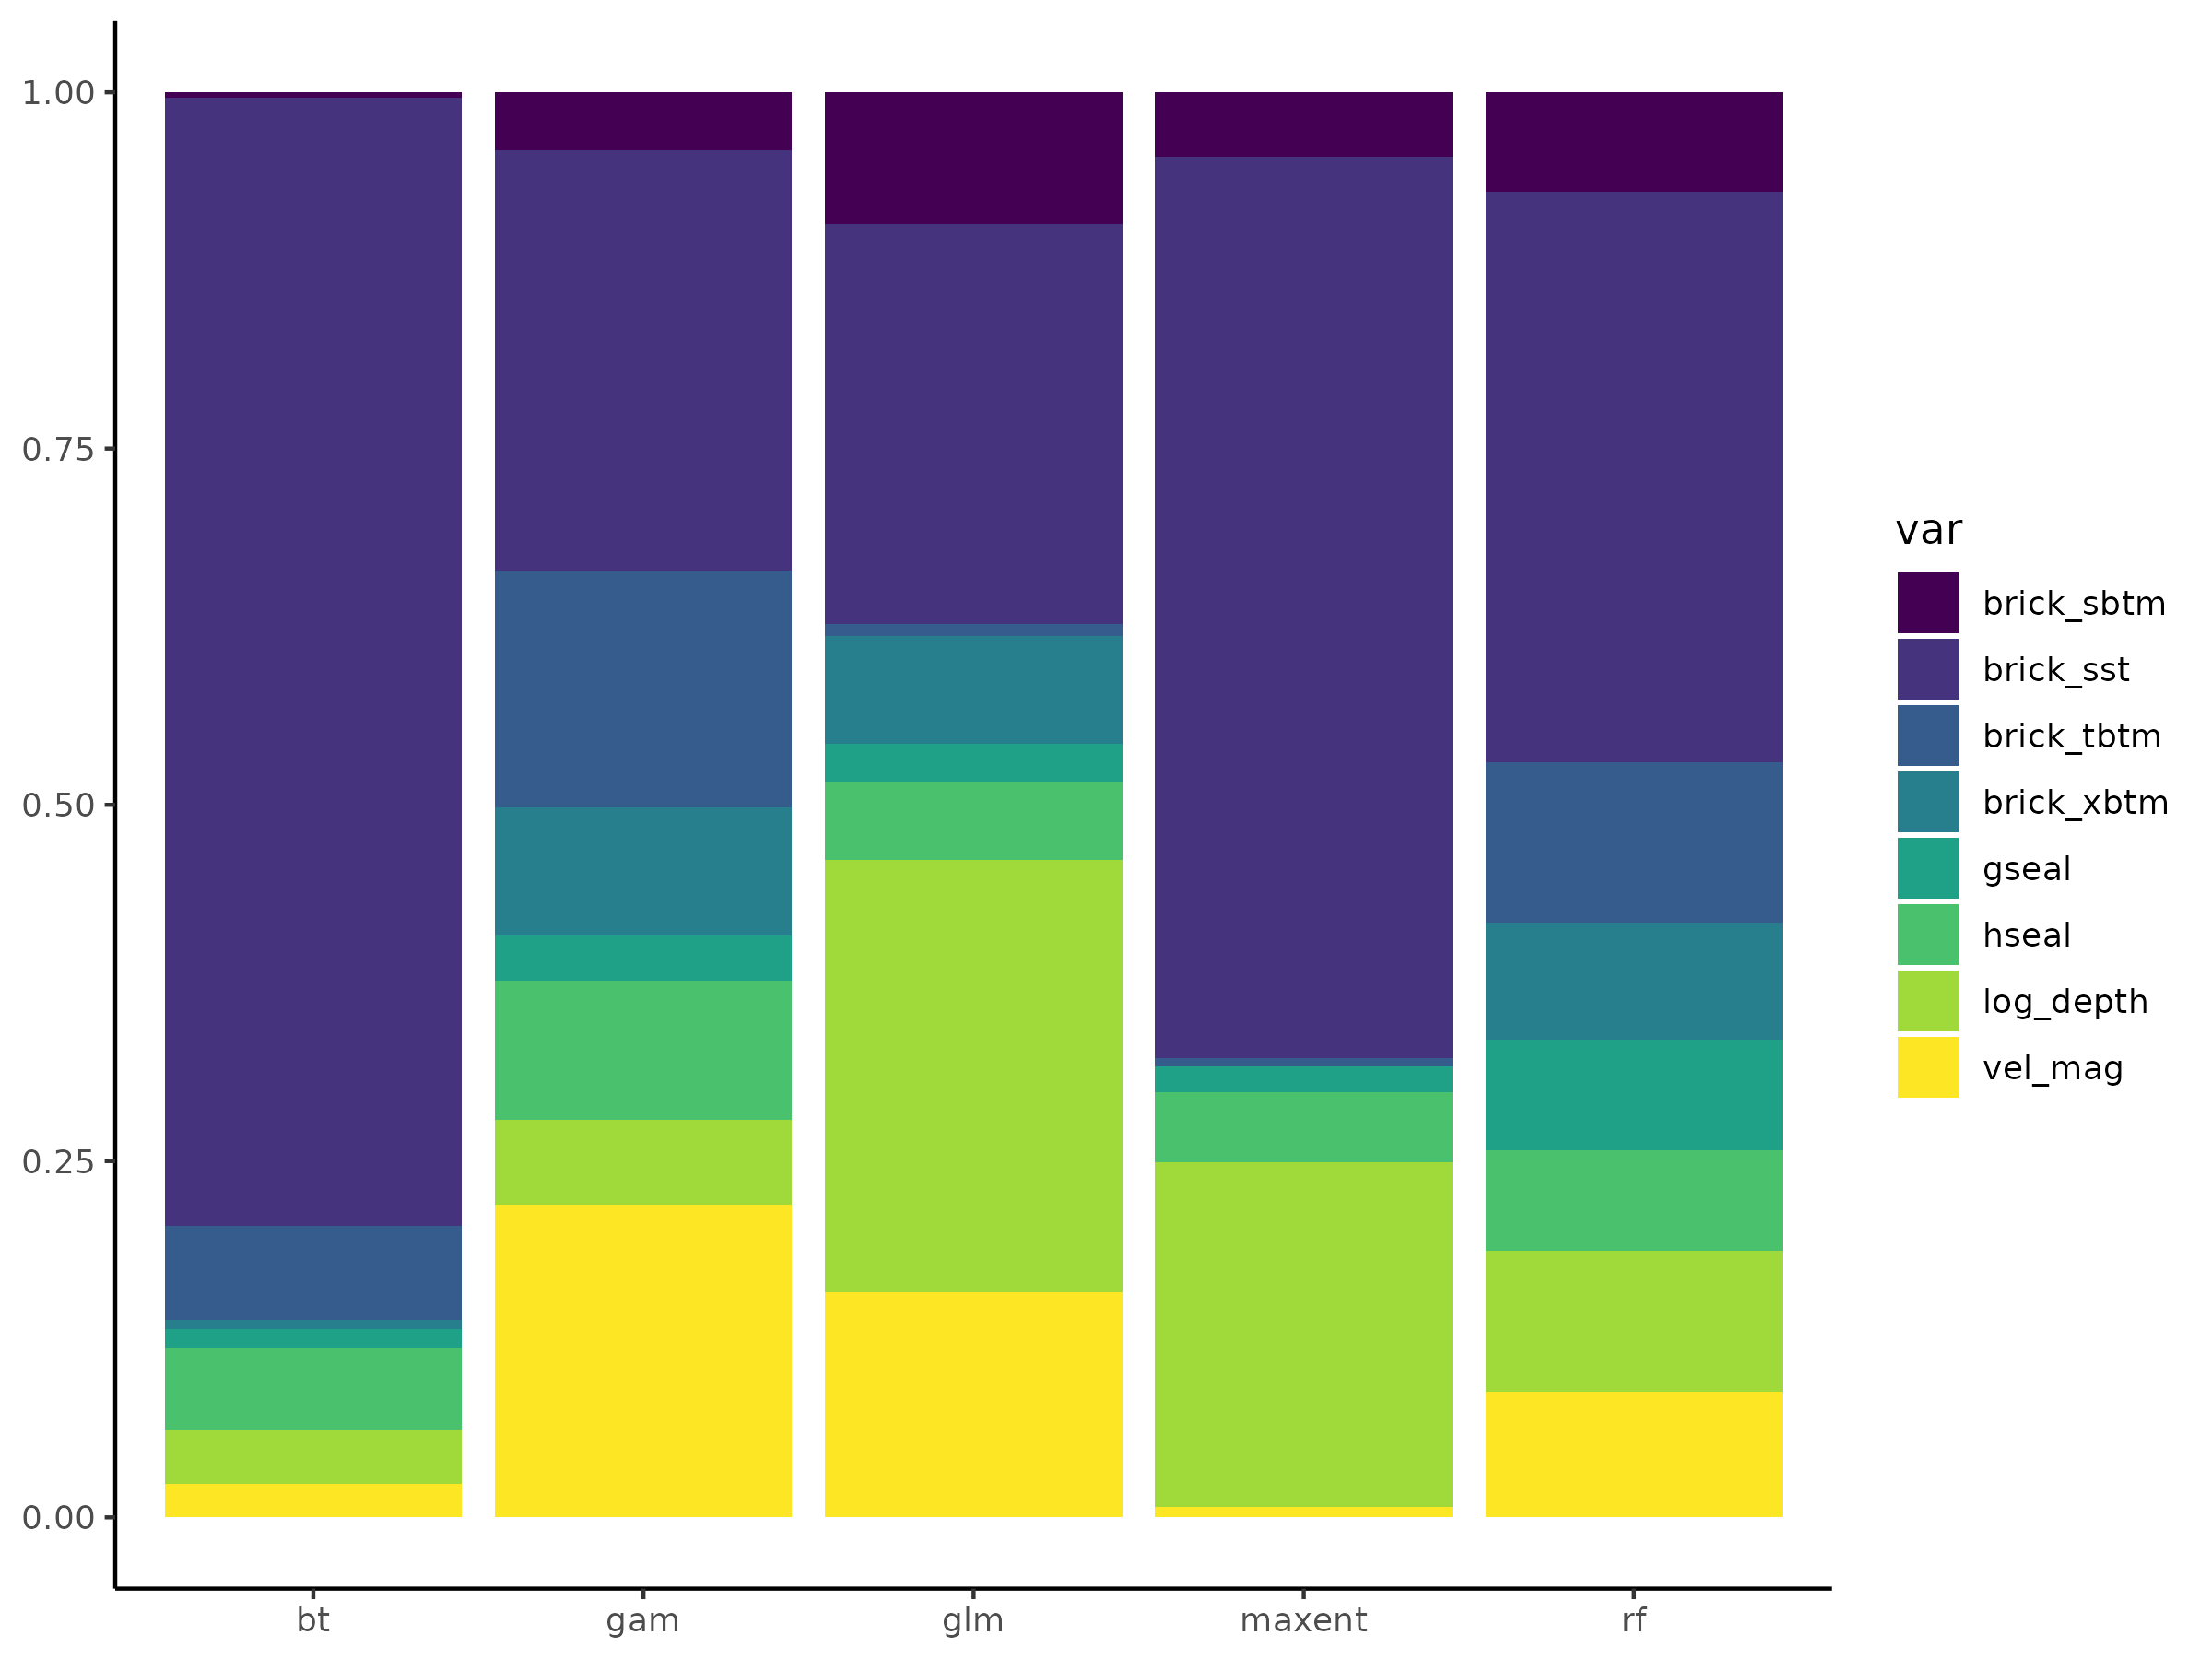 1.00
0.75
0.50
0.25
0.00
bt gam glm maxent rf
var
brick_sbtm
brick_sst
brick_tbtm
brick_xbtm
gseal
hseal
log_depth
vel_mag